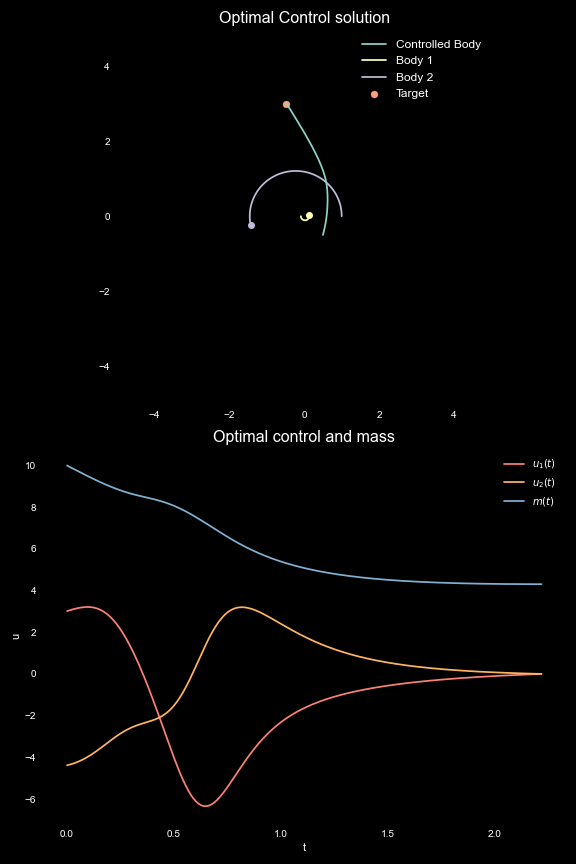 Optimal Control solution
Controlled Body
Body 1
Body 2
Target
4
2
0
−2
−4
−4 −2 0 2 4
Optimal control and mass
u₁(t)
u₂(t)
m(t)
10
8
6
4
2
0
−2
−4
−6
u
0.0 0.5 1.0 1.5 2.0
t